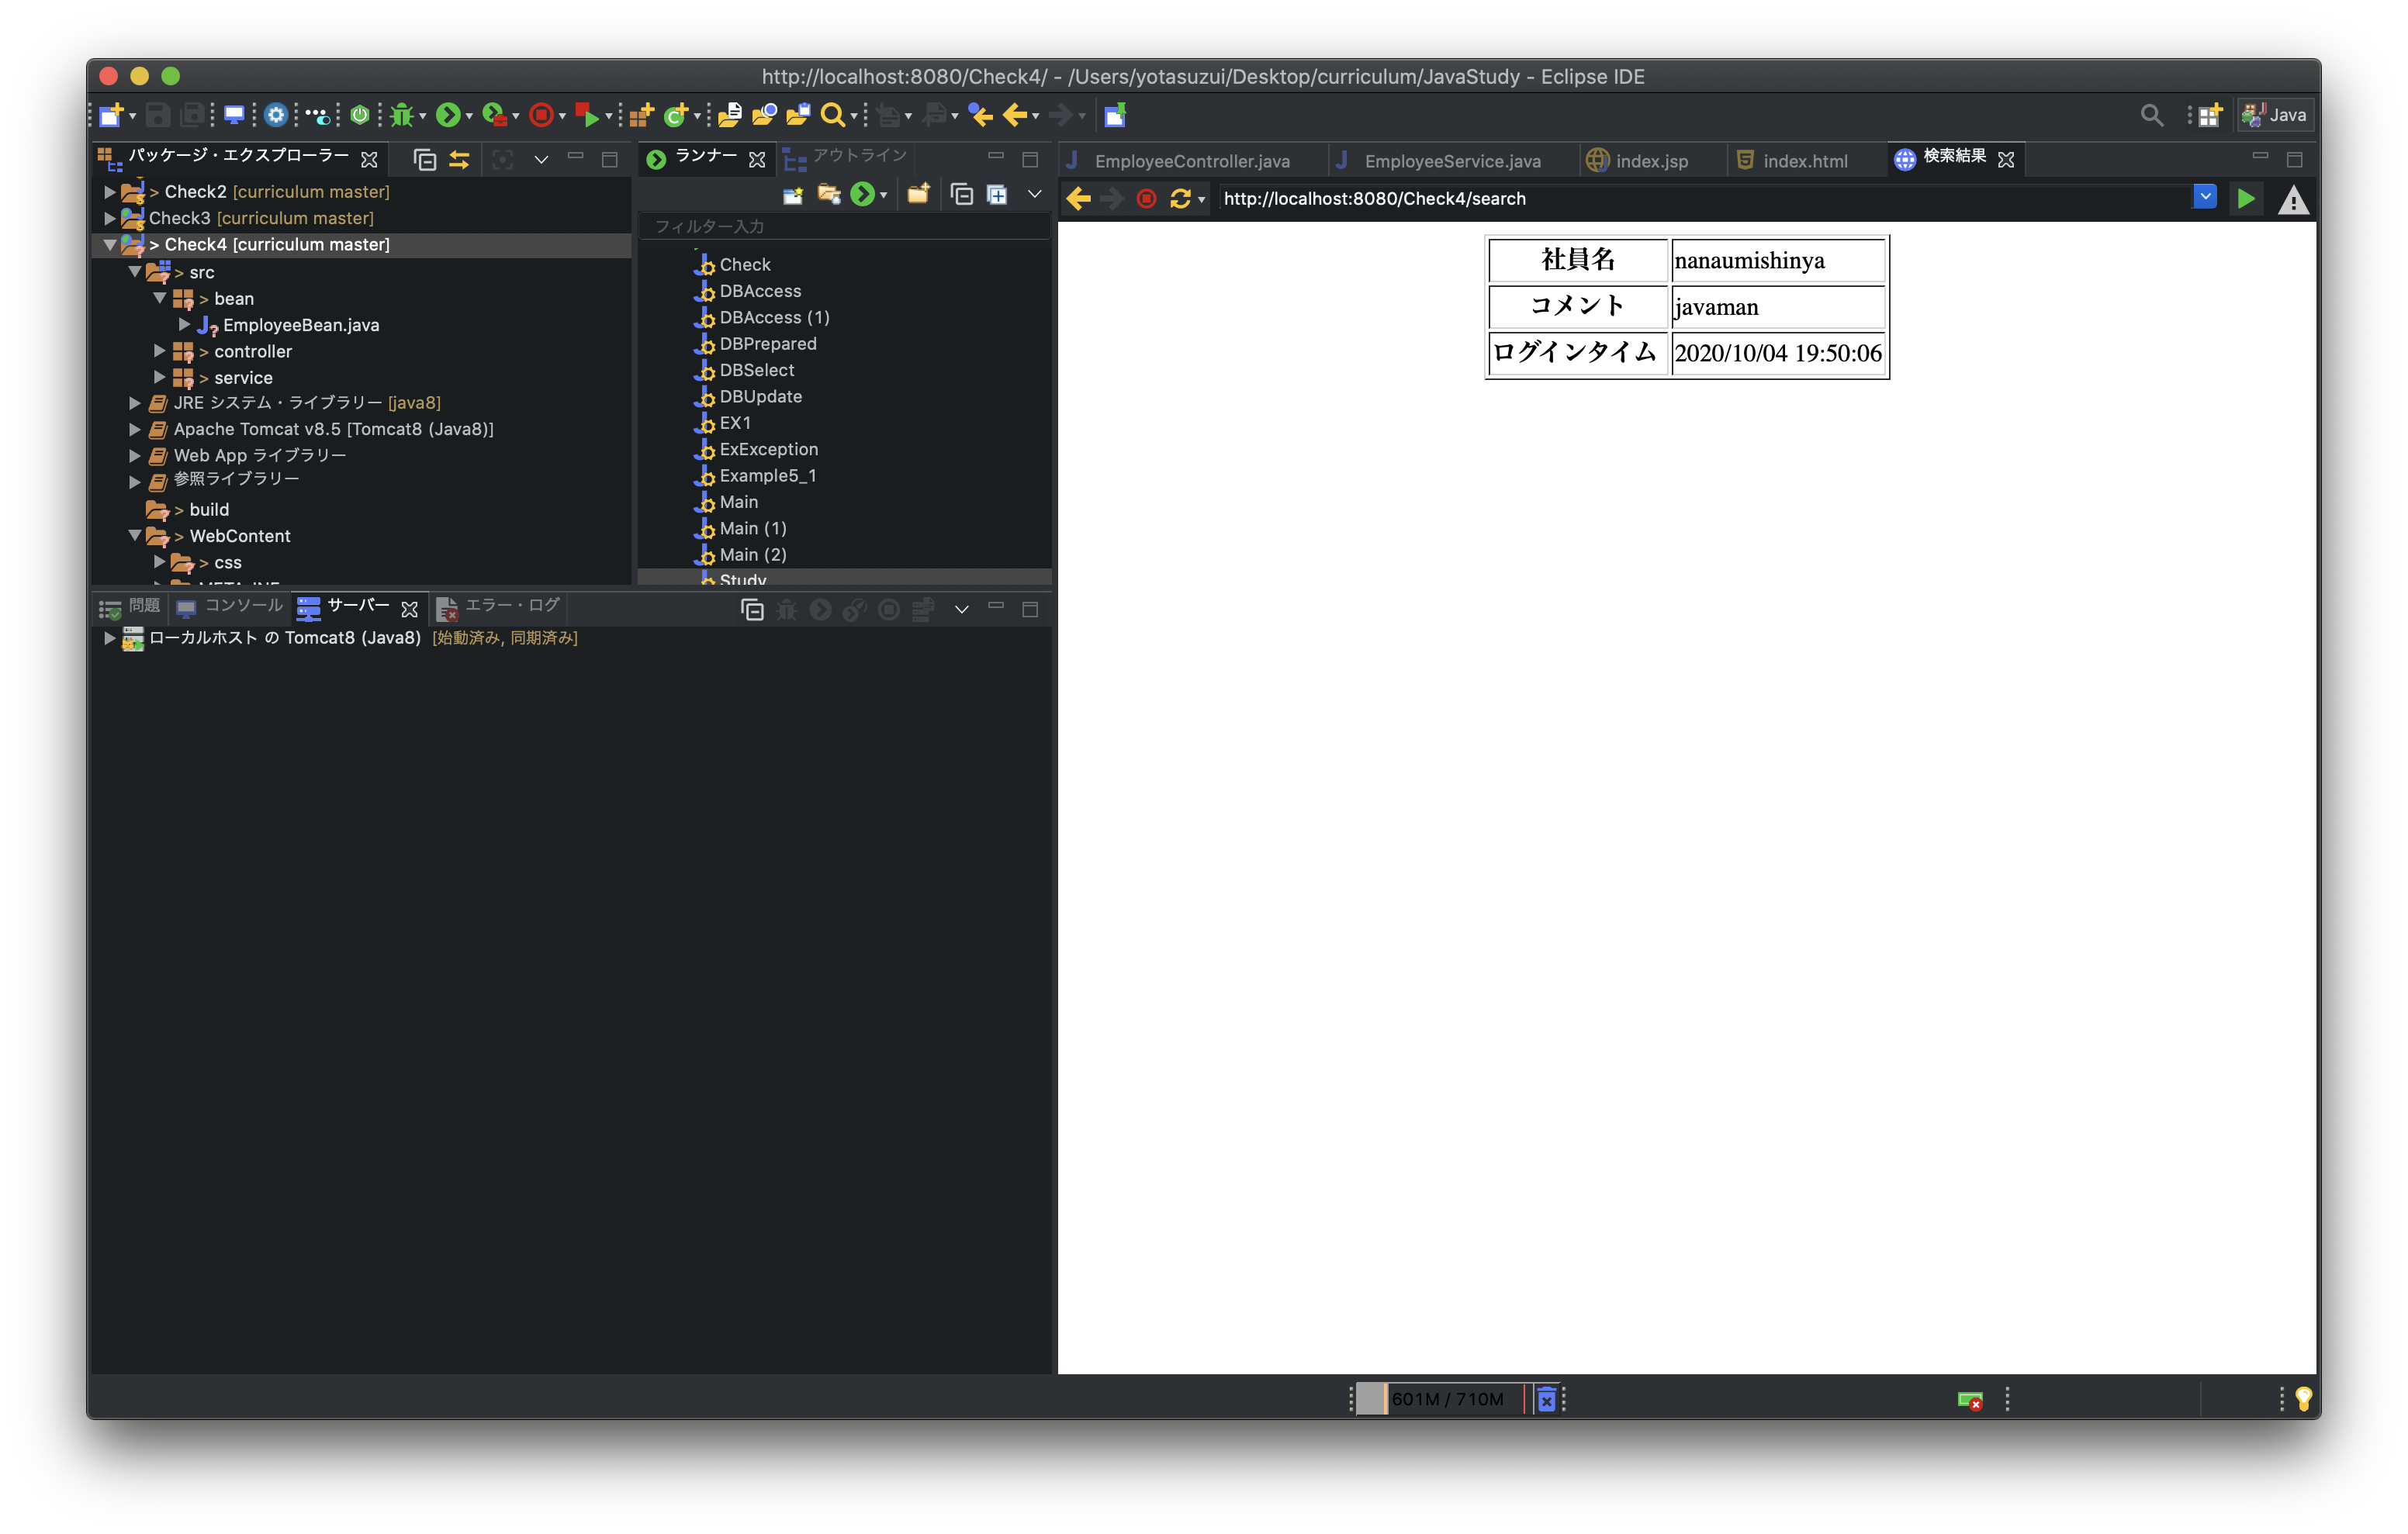 http://localhost:8080/Check4/ - /Users/yotasuzui/Desktop/curriculum/JavaStudy - Eclipse IDE
Java
パッケージ・エクスプローラー
> Check2 [curriculum master]
Check3 [curriculum master]
> Check4 [curriculum master]
> src
> bean
EmployeeBean.java
> controller
> service
JRE システム・ライブラリー [java8]
Apache Tomcat v8.5 [Tomcat8 (Java8)]
Web App ライブラリー
参照ライブラリー
> build
> WebContent
> css
ランナー
アウトライン
フィルター入力
Check
DBAccess
DBAccess (1)
DBPrepared
DBSelect
DBUpdate
EX1
ExException
Example5_1
Main
Main (1)
Main (2)
Study
EmployeeController.java
EmployeeService.java
index.jsp
index.html
検索結果
http://localhost:8080/Check4/search
社員名 nanaumishinya
コメント javaman
ログインタイム 2020/10/04 19:50:06
問題
コンソール
サーバー
エラー・ログ
ローカルホスト の Tomcat8 (Java8) [始動済み, 同期済み]
601M / 710M